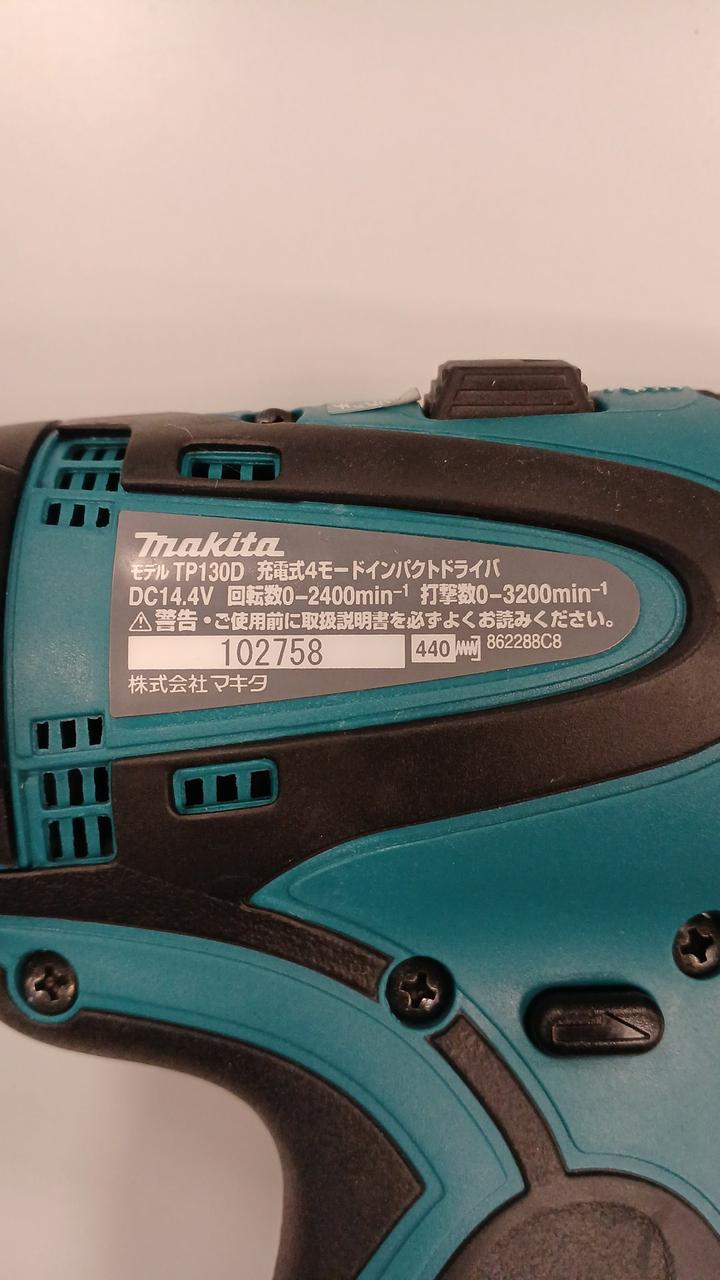 makita
モデル TP130D 充電式4モードインパクトドライバ
DC14.4V 回転数0-2400min⁻¹ 打撃数0-3200min⁻¹
⚠警告・ご使用前に取扱説明書を必ずよくお読みください。
102758 440 862288C8
株式会社マキタ